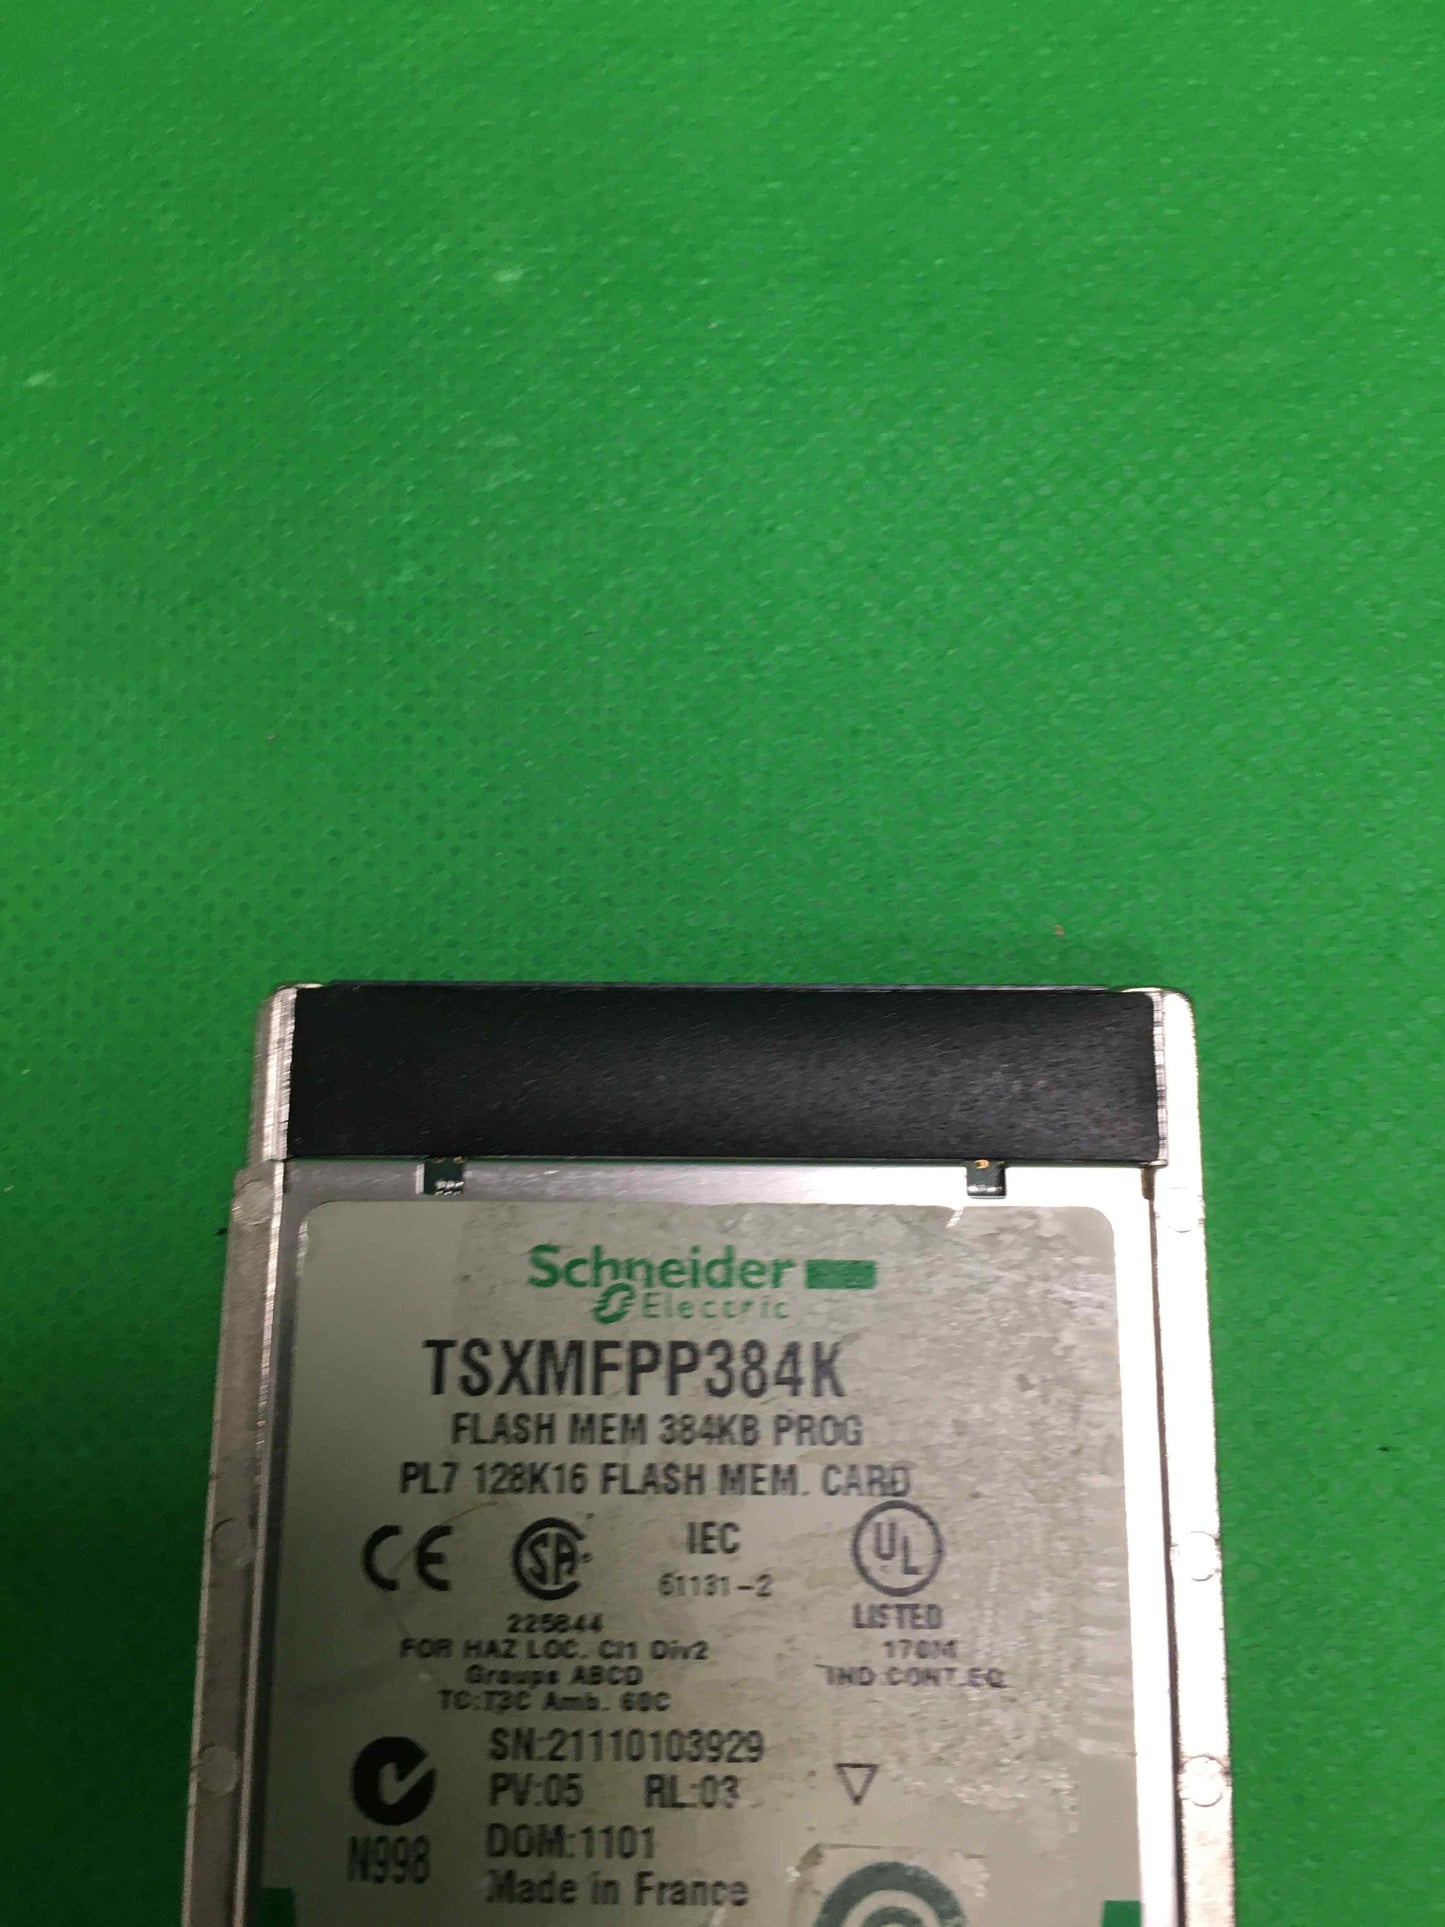 Schneider
Electric
TSXMFPP384K
FLASH MEM 384KB PROG
PL7 128K16 FLASH MEM. CARD
CE SA IEC UL
61131-2
225844 LISTED
FOR HAZ LOC. Cl1 Div2 176M
Groups ABCD IND.CONT.EQ
TC:T3C Amb. 60C
SN:21110103929
PV:05 RL:03
N998 DOM:1101
Made in France